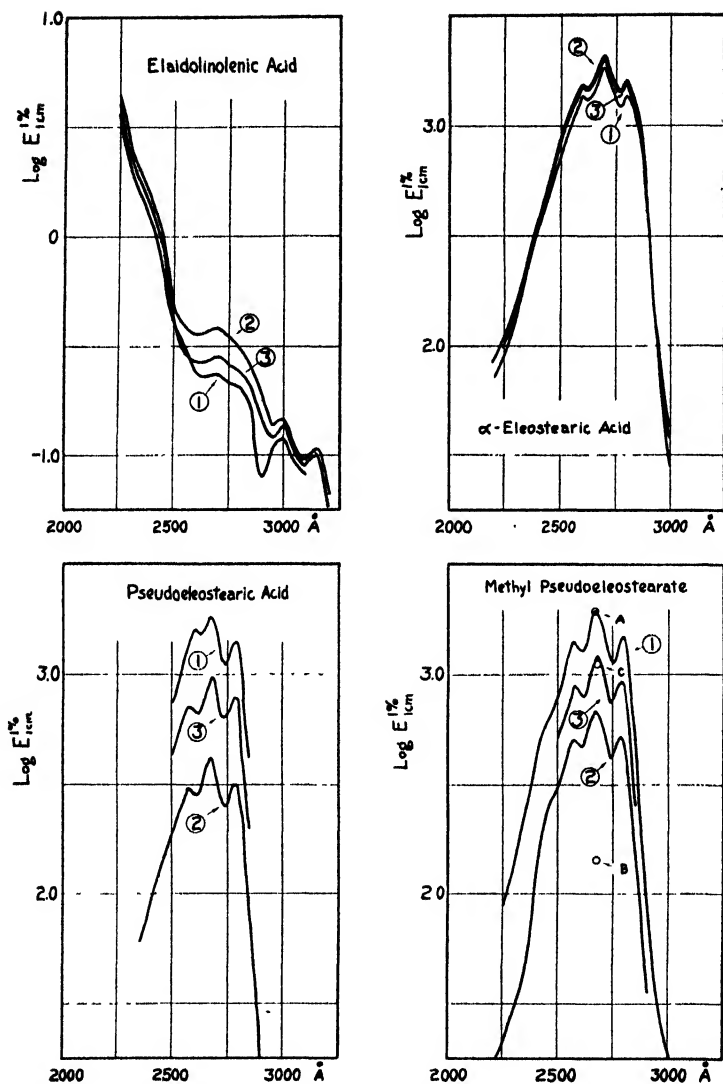 1.0
Elaidolinolenic Acid
Log E1%1cm
0
②
③
①
-1.0
2000 2500 3000 Å
②
③
①
3.0
Log E1%1cm
2.0
α-Eleostearic Acid
2000 2500 3000 Å
Pseudoeleostearic Acid
①
3.0
③
Log E1%1cm
②
2.0
2000 2500 3000 Å
Methyl Pseudoeleostearate
A
①
3.0
C
③
Log E1%1cm
②
B
2.0
2000 2500 3000 Å